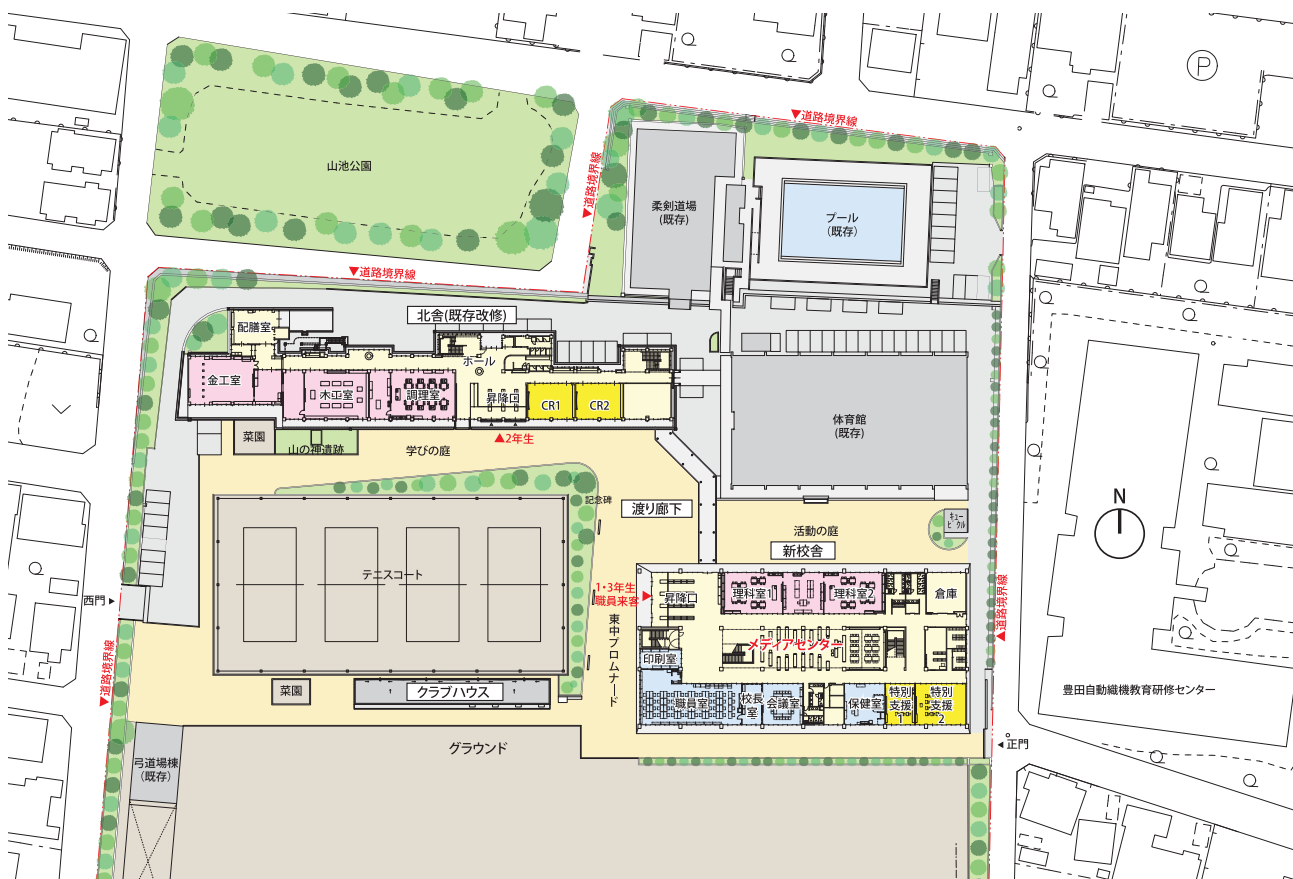 Ⓟ
▼道路境界線
山池公園
▼道路境界線
柔剣道場
(既存)
プール
(既存)
▼道路境界線
北舎(既存改修)
配膳室
ホール
金工室
木工室
調理室
昇降口
CR1
CR2
体育館
(既存)
▲2年生
菜園
山の神遺跡
学びの庭
N
記念碑
渡り廊下
キュー
ビクル
活動の庭
新校舎
テニスコート
1・3年生
職員来客
昇降口
理科室1
理科室2
倉庫
西門
▼道路境界線
東中プロムナード
メディアセンター
▼道路境界線
印刷室
菜園
クラブハウス
職員室
校長室
会議室
保健室
特別
支援
1
特別
支援
2
豊田自動織機教育研修センター
グラウンド
正門
弓道場棟
(既存)